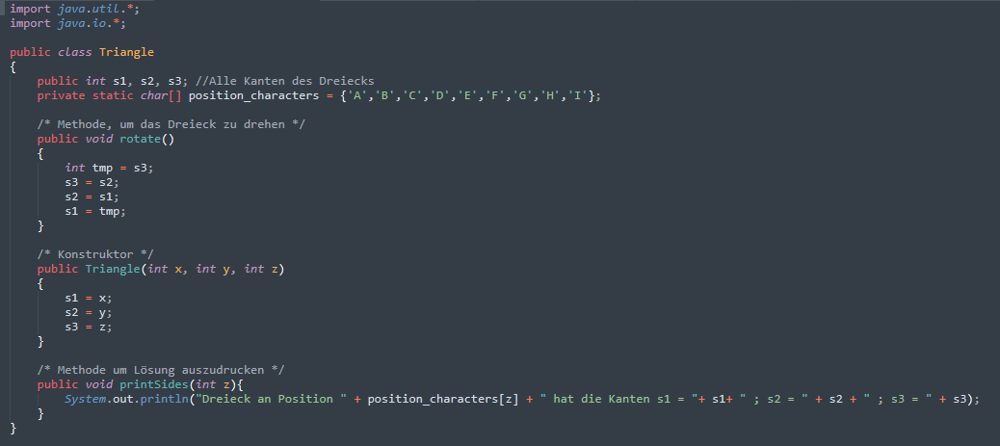 import java.util.*;
import java.io.*;

public class Triangle
{
    public int s1, s2, s3; //Alle Kanten des Dreiecks
    private static char[] position_characters = {'A','B','C','D','E','F','G','H','I'};

    /* Methode, um das Dreieck zu drehen */
    public void rotate()
    {
        int tmp = s3;
        s3 = s2;
        s2 = s1;
        s1 = tmp;
    }

    /* Konstruktor */
    public Triangle(int x, int y, int z)
    {
        s1 = x;
        s2 = y;
        s3 = z;
    }

    /* Methode um Lösung auszudrucken */
    public void printSides(int z){
        System.out.println("Dreieck an Position " + position_characters[z] + " hat die Kanten s1 = "+ s1+ " ; s2 = " + s2 + " ; s3 = " + s3);
    }
}